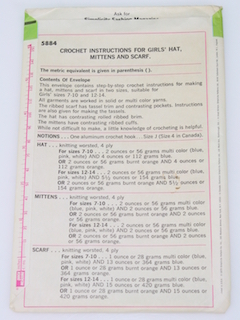 Ask for
Simplicity Fashion Magazine
5884
CROCHET INSTRUCTIONS FOR GIRLS' HAT,
MITTENS AND SCARF.
The metric equivalent is given in parenthesis ( ).
Contents Of Envelope
This envelope contains step-by-step crochet instructions for making
a hat, mittens and scarf in two sizes, suitable for
Girls' sizes 7-10 and 12-14.
All garments are worked in solid or multi color yarns.
The ribbed scarf has tassel trim and contrasting pockets. Instructions
are also given for making the tassels.
The hat has contrasting rolled ribbed brim.
The mittens have contrasting ribbed cuffs.
While not difficult to make, a little knowledge of crocheting is helpful.
NOTIONS . . . One aluminum crochet hook - Size J (Size 4 in Canada).
HAT . . . knitting worsted, 4 ply
For sizes 7-10 . . . 2 ounces or 56 grams multi color (blue,
pink, white) AND 4 ounces or 112 grams blue
OR 2 ounces or 56 grams burnt orange AND 4 ounces or
112 grams orange.
For sizes 12-14 . . . 2 ounces or 56 grams multi color (blue,
pink, white) AND 5½ ounces or 154 grams blue,
OR 2 ounces or 56 grams burnt orange AND 5½ ounces or
154 grams orange.
MITTENS . . . knitting worsted, 4 ply
For sizes 7-10 . . . 2 ounces or 56 grams multi color
(blue, pink, white) AND 2 ounces or 56 grams blue,
OR 2 ounces or 56 grams burnt orange AND 2 ounces
or 56 grams orange.
For sizes 12-14 . . . 2 ounces or 56 grams multi color
(blue, pink, white) AND 2 ounces or 56 grams blue
OR 2 ounces or 56 grams burnt orange AND 2 ounces or
56 grams orange.
SCARF . . . knitting worsted, 4 ply
For sizes 7-10 . . . 1 ounce or 28 grams multi color (blue,
pink, white) AND 13 ounces or 364 grams blue,
OR 1 ounce or 28 grams burnt orange AND 13 ounces or
364 grams orange.
For sizes 12-14 . . . 1 ounce or 28 grams multi color (blue,
pink, white) AND 15 ounces or 420 grams blue,
OR 1 ounce or 28 grams burnt orange AND 15 ounces or
420 grams orange.